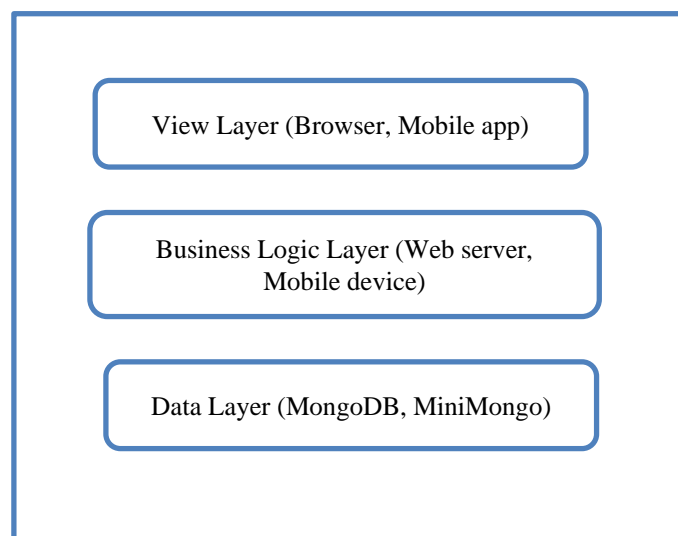 View Layer (Browser, Mobile app)
Business Logic Layer (Web server,
Mobile device)
Data Layer (MongoDB, MiniMongo)